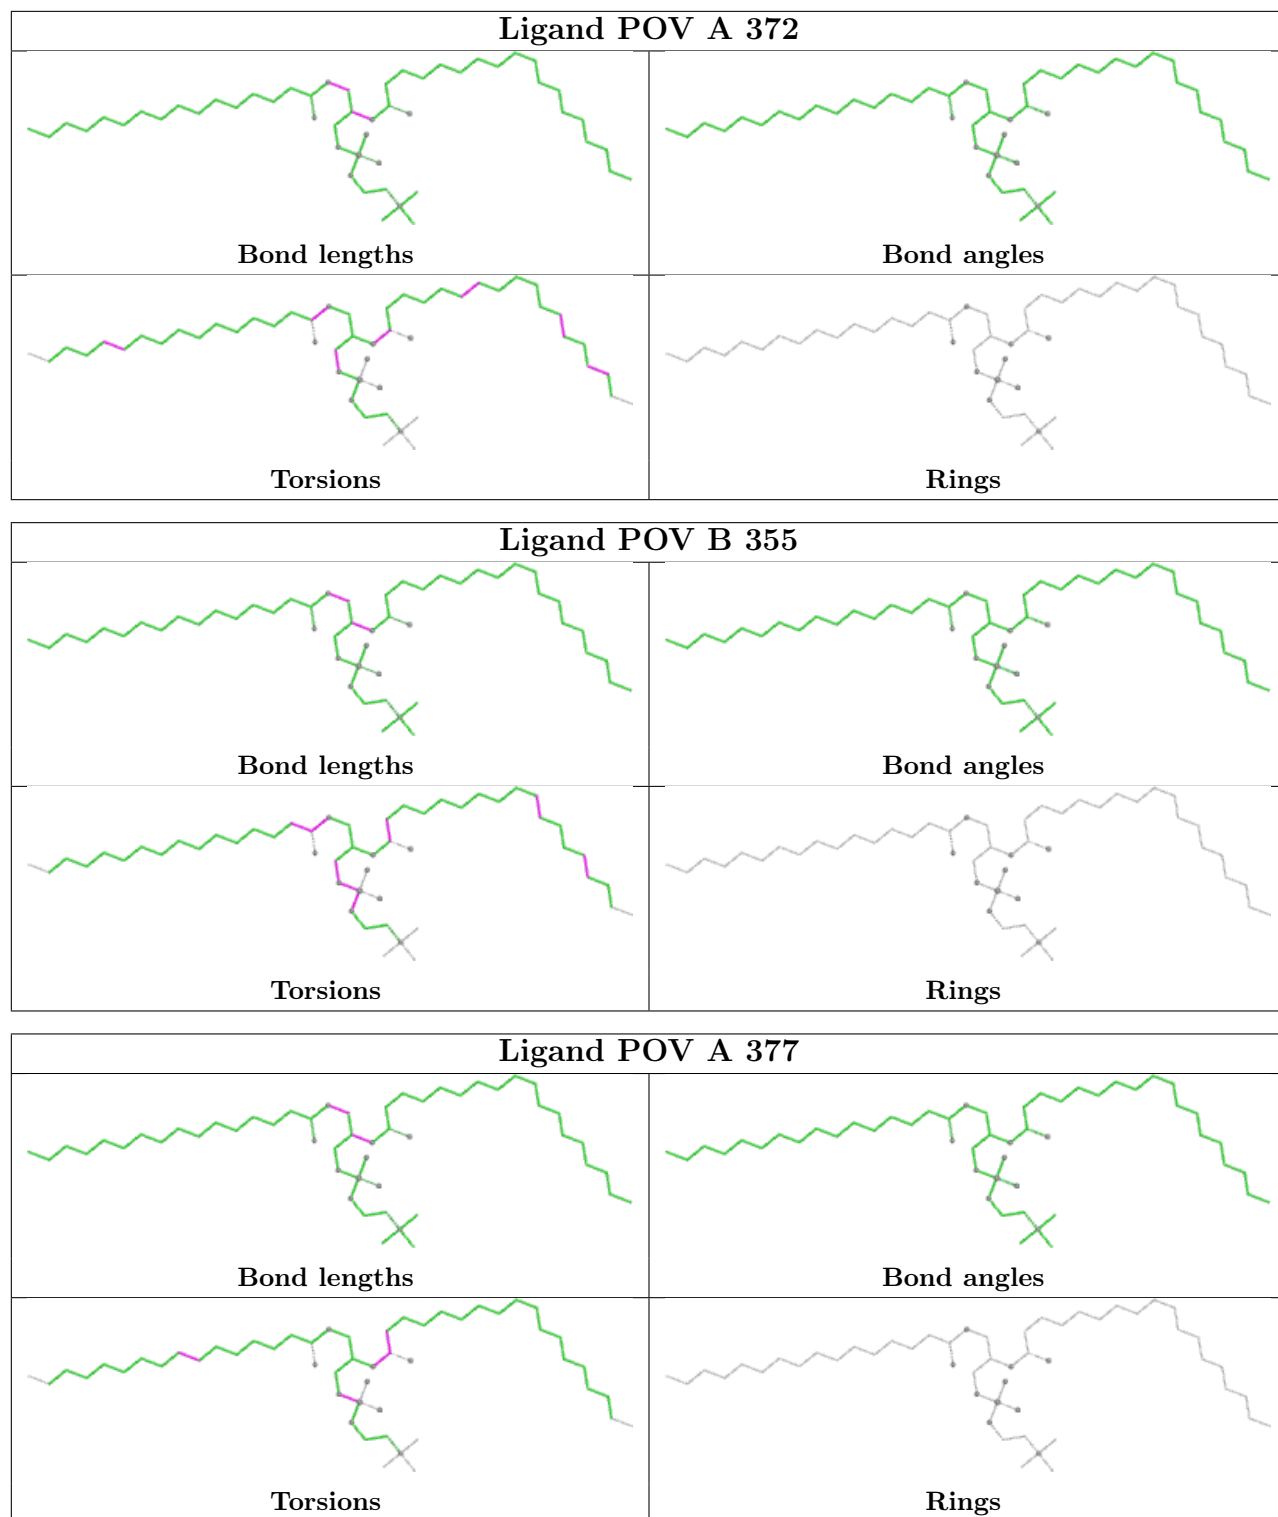 Ligand POV A 372
Bond lengths
Bond angles
Torsions
Rings
Ligand POV B 355
Bond lengths
Bond angles
Torsions
Rings
Ligand POV A 377
Bond lengths
Bond angles
Torsions
Rings